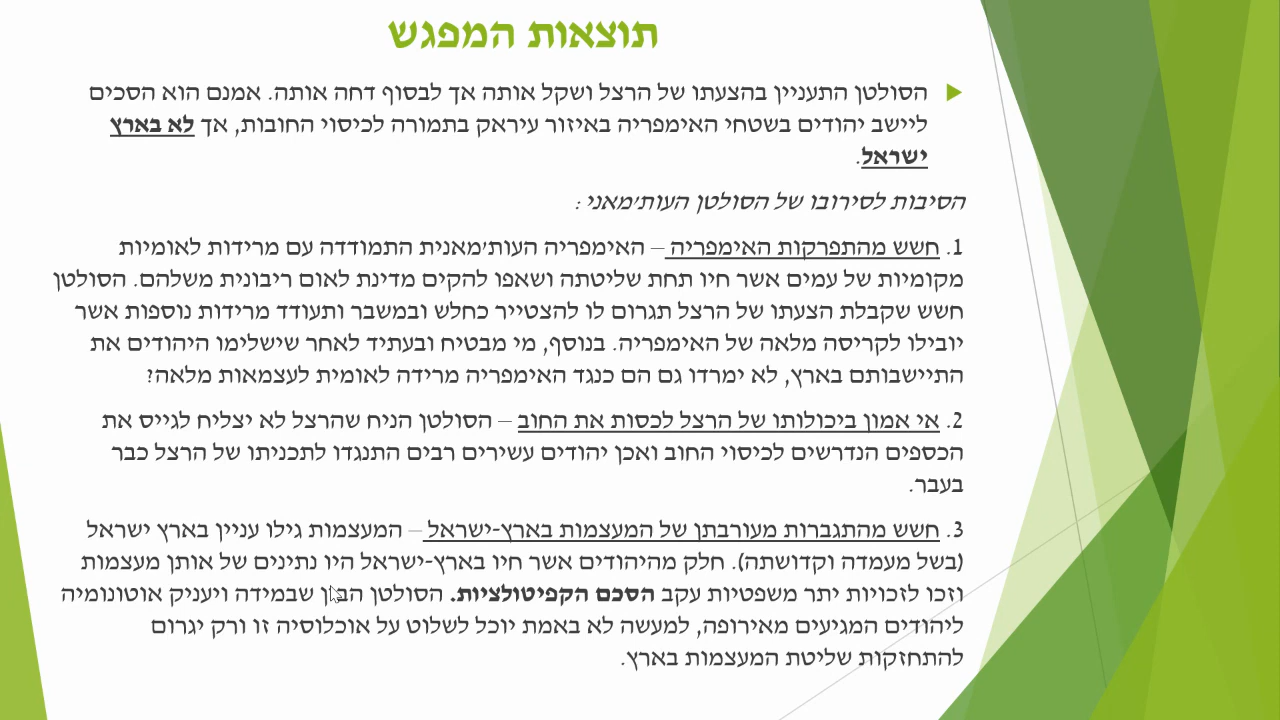 תוצאות המפגש
הסולטן התעניין בהצעתו של הרצל ושקל אותה אך לבסוף דחה אותה. אמנם הוא הסכים
ליישב יהודים בשטחי האימפריה באיזור עיראק בתמורה לכיסוי החובות, אך לא בארץ
ישראל.
הסיבות לסירובו של הסולטן העות'מאני :
1. חשש מהתפרקות האימפריה – האימפריה העות'מאנית התמודדה עם מרידות לאומיות
מקומיות של עמים אשר חיו תחת שליטתה ושאפו להקים מדינת לאום ריבונית משלהם. הסולטן
חשש שקבלת הצעתו של הרצל תגרום לו להצטייר כחלש ובמשבר ותעודד מרידות נוספות אשר
יובילו לקריסה מלאה של האימפריה. בנוסף, מי מבטיח ובעתיד לאחר שישלימו היהודים את
התיישבותם בארץ, לא ימרדו גם הם כנגד האימפריה מרידה לאומית לעצמאות מלאה?
2. אי אמון ביכולותו של הרצל לכסות את החוב – הסולטן הניח שהרצל לא יצליח לגייס את
הכספים הנדרשים לכיסוי החוב ואכן יהודים עשירים רבים התנגדו לתכניתו של הרצל כבר
בעבר.
3. חשש מהתגברות מעורבתן של המעצמות בארץ-ישראל – המעצמות גילו עניין בארץ ישראל
(בשל מעמדה וקדושתה). חלק מהיהודים אשר חיו בארץ-ישראל היו נתינים של אותן מעצמות
וזכו לזכויות יתר משפטיות עקב הסכם הקפיטולציות. הסולטן הבין שבמידה ויעניק אוטונומיה
ליהודים המגיעים מאירופה, למעשה לא באמת יוכל לשלוט על אוכלוסיה זו ורק יגרום
להתחזקות שליטת המעצמות בארץ.